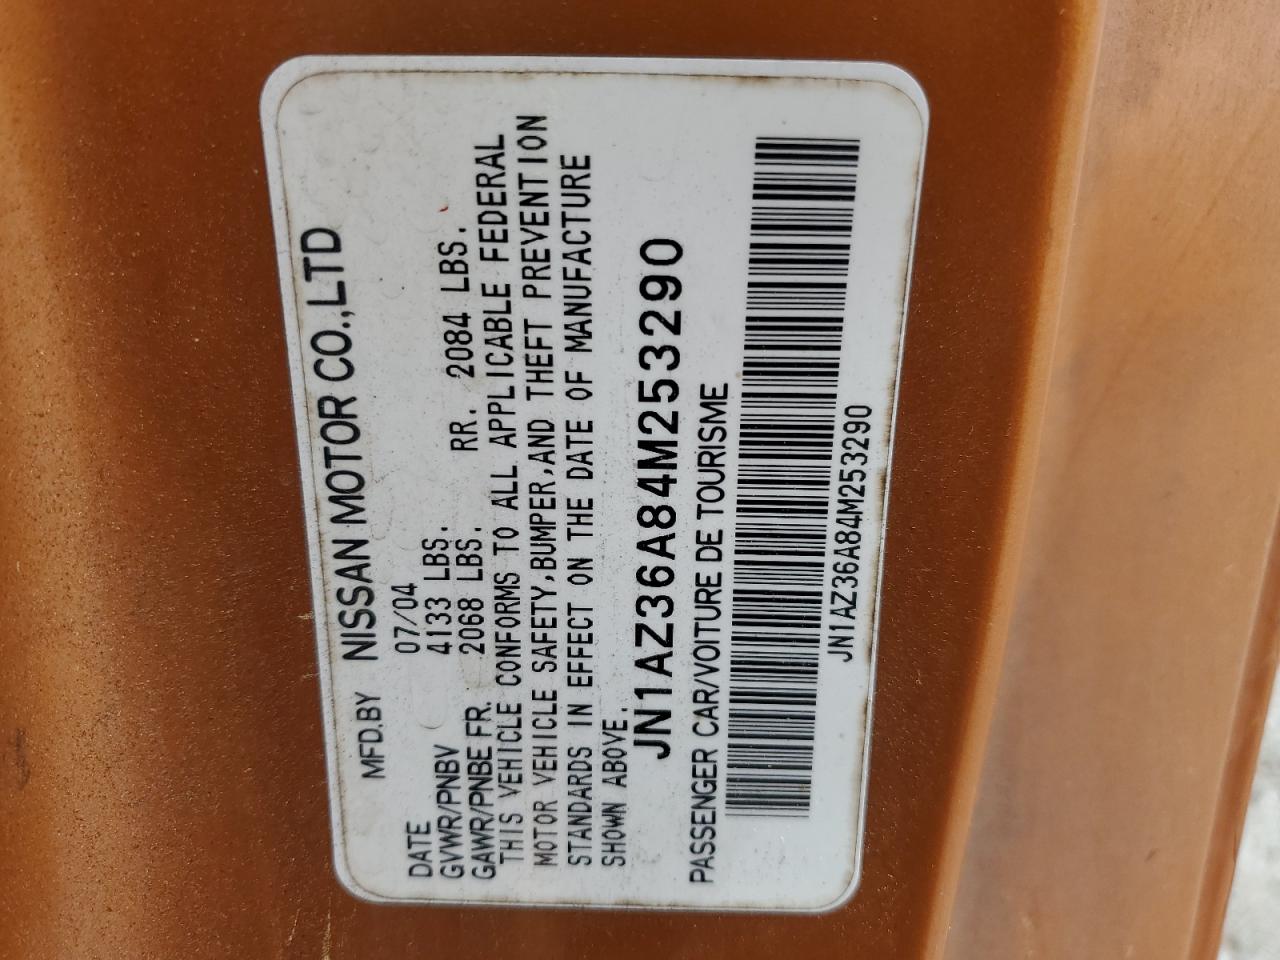 MFD.BY NISSAN MOTOR CO.,LTD
DATE 07/04
GVWR/PNBV 4133 LBS.
GAWR/PNBE FR. 2068 LBS. RR. 2084 LBS.
THIS VEHICLE CONFORMS TO ALL APPLICABLE FEDERAL
MOTOR VEHICLE SAFETY,BUMPER,AND THEFT PREVENTION
STANDARDS IN EFFECT ON THE DATE OF MANUFACTURE
SHOWN ABOVE.
JN1AZ36A84M253290
PASSENGER CAR/VOITURE DE TOURISME
JN1AZ36A84M253290